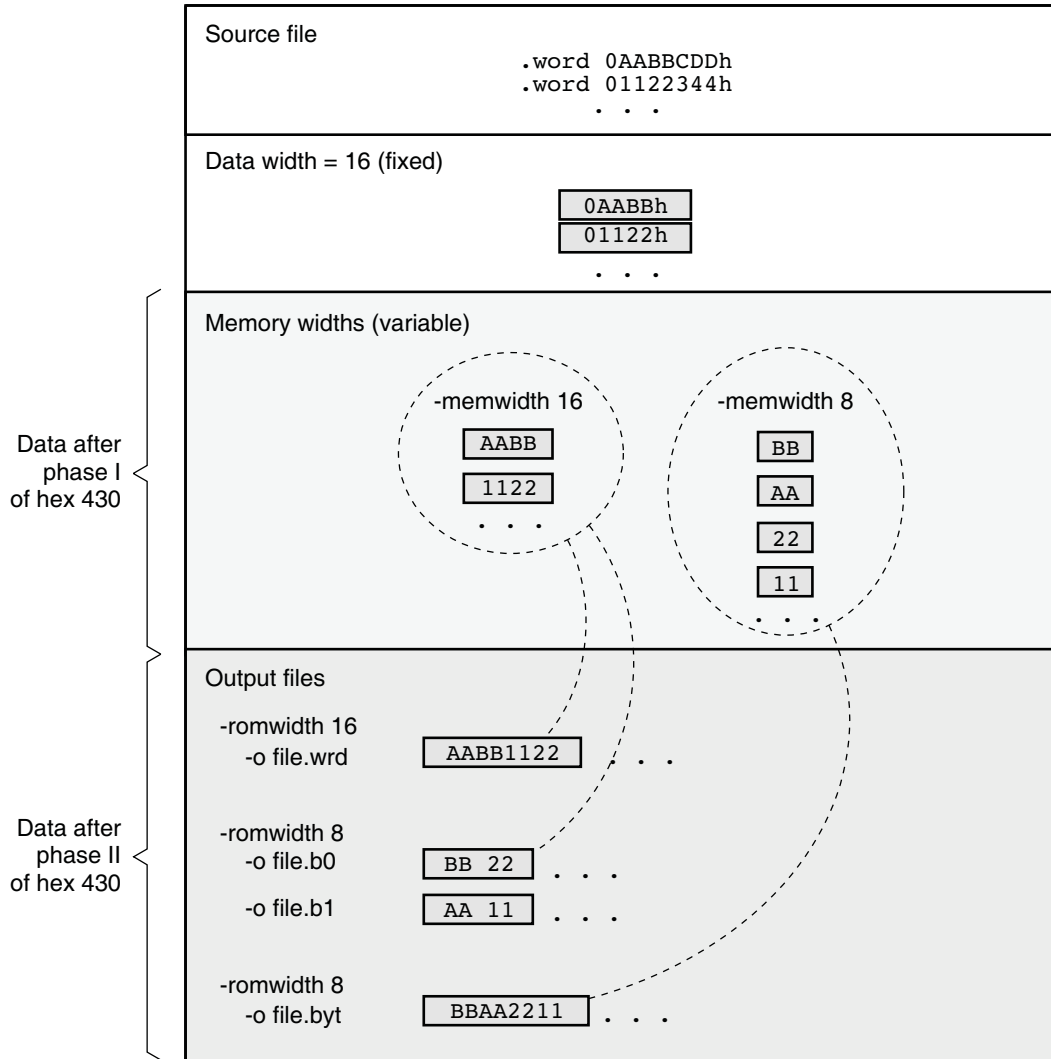 Source file
.word 0AABBCDDh
.word 01122344h
. . .
Data width = 16 (fixed)
0AABBh
01122h
. . .
Data after
phase I
of hex 430
Memory widths (variable)
-memwidth 16
AABB
1122
. . .
-memwidth 8
BB
AA
22
11
. . .
Data after
phase II
of hex 430
Output files
-romwidth 16
-o file.wrd AABB1122 . . .
-romwidth 8
-o file.b0 BB 22 . . .
-o file.b1 AA 11 . . .
-romwidth 8
-o file.byt BBAA2211 . . .